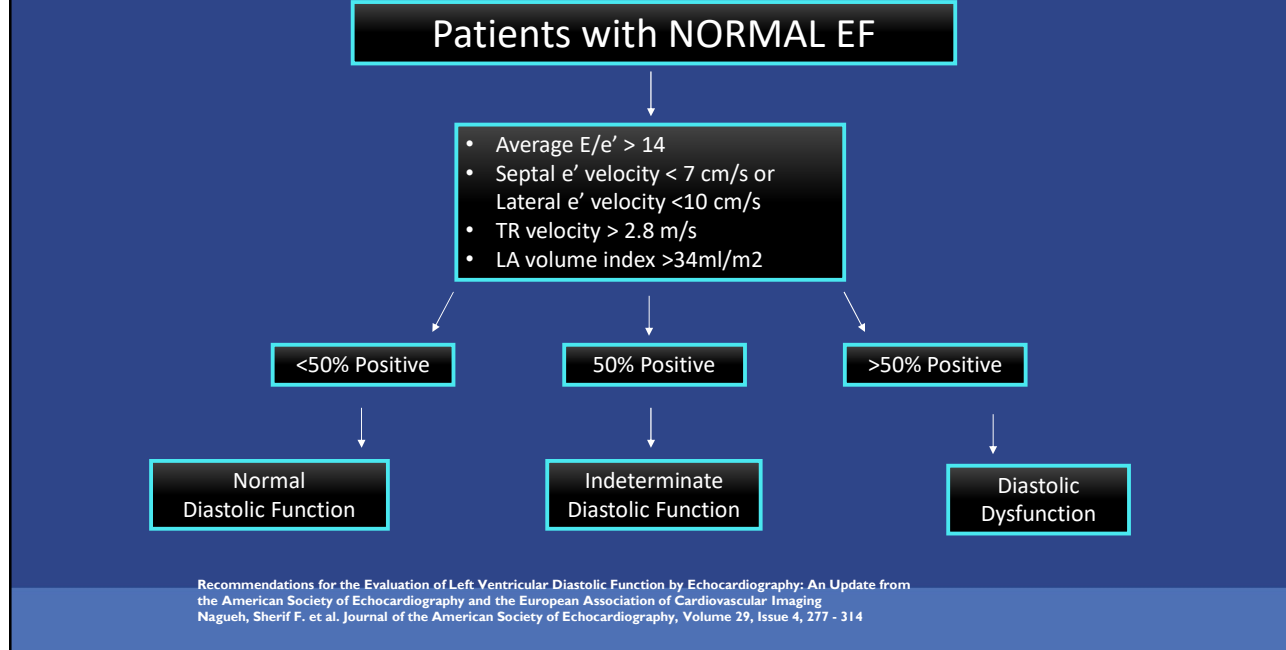 Patients with NORMAL EF
• Average E/e’ > 14
• Septal e’ velocity < 7 cm/s or
Lateral e’ velocity <10 cm/s
• TR velocity > 2.8 m/s
• LA volume index >34ml/m2
<50% Positive
50% Positive
>50% Positive
Normal
Diastolic Function
Indeterminate
Diastolic Function
Diastolic
Dysfunction
Recommendations for the Evaluation of Left Ventricular Diastolic Function by Echocardiography: An Update from
the American Society of Echocardiography and the European Association of Cardiovascular Imaging
Nagueh, Sherif F. et al. Journal of the American Society of Echocardiography, Volume 29, Issue 4, 277 - 314